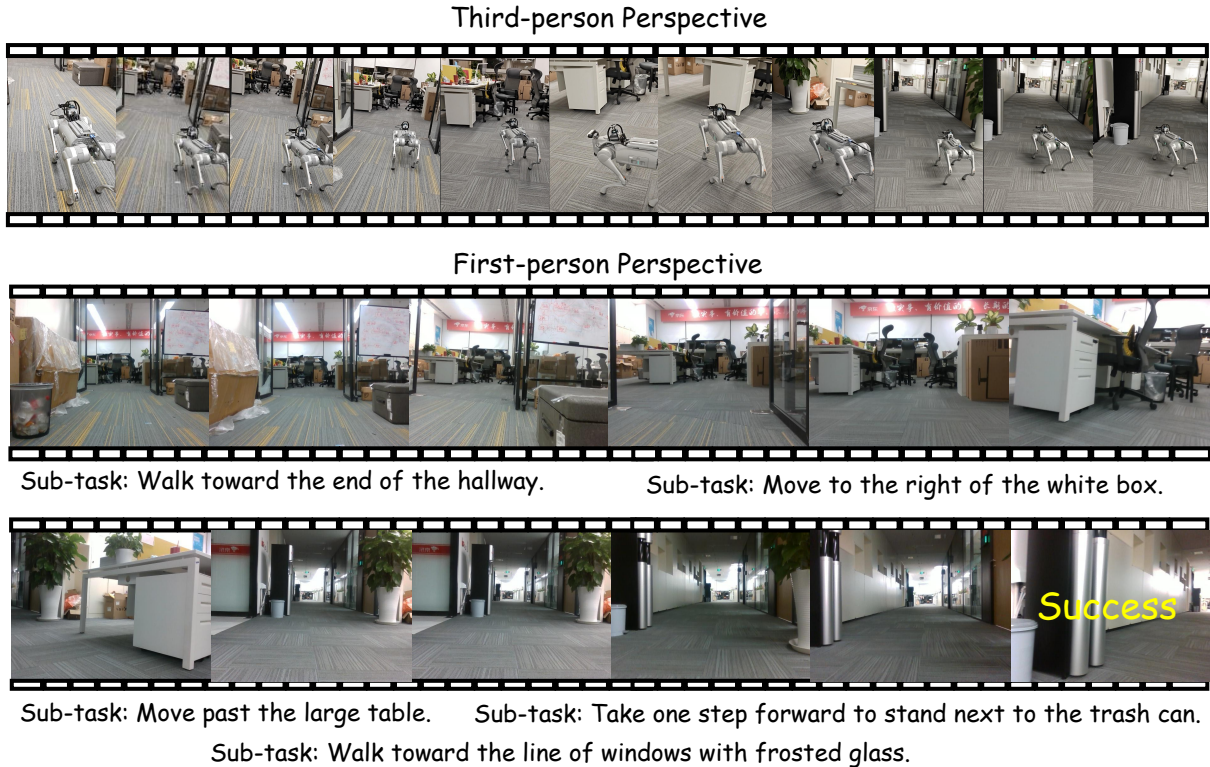 Third-person Perspective
First-person Perspective
Sub-task: Walk toward the end of the hallway.
Sub-task: Move to the right of the white box.
Success
Sub-task: Move past the large table.
Sub-task: Take one step forward to stand next to the trash can.
Sub-task: Walk toward the line of windows with frosted glass.